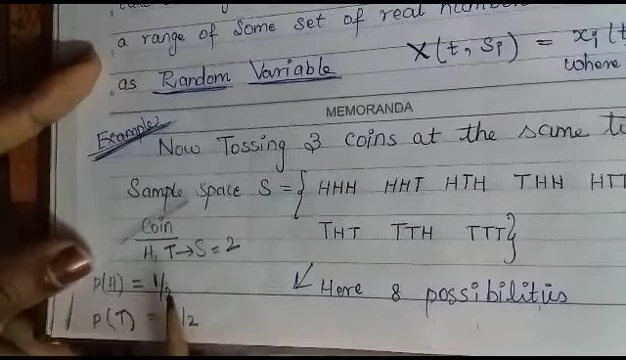 a range of some set of real
X(t, Si) = xi(t
as Random Variable
where
MEMORANDA
Example:
Now Tossing 3 coins at the same
Sample space S = { HHH HHT HTH THH HTT
THT TTH TTT}
Coin
H, T→S=2
P(H) = 1/2
Here 8 possibilities
P(T) = 1/2